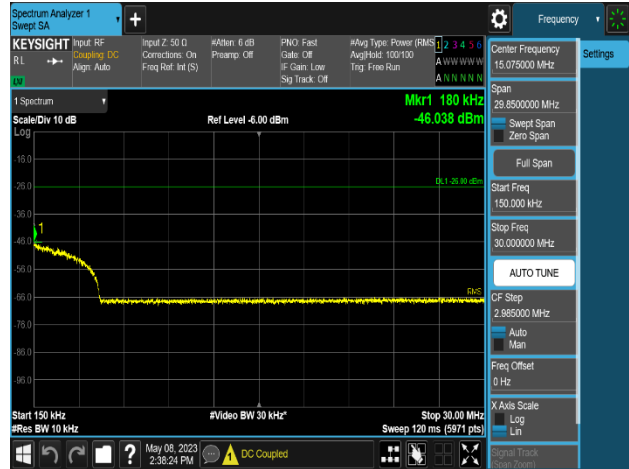 Spectrum Analyzer 1
Swept SA
+
Frequency
KEYSIGHT
RL
LW
Input: RF
Coupling: DC
Align: Auto
Input Z: 50 Ω
Corrections: On
Freq Ref: Int (S)
#Atten: 6 dB
Preamp: Off
PNO: Fast
Gate: Off
IF Gain: Low
Sig Track: Off
#Avg Type: Power (RMS
Avg|Hold: 100/100
Trig: Free Run
1 2 3 4 5 6
A W W W W W
A N N N N N
1 Spectrum
Scale/Div 10 dB
Log
Ref Level -6.00 dBm
Mkr1 180 kHz
-46.038 dBm
-16.0
-26.0
-36.0
-46.0
-56.0
-66.0
-76.0
-86.0
-96.0
DL1 -26.00 dBm
1
RMS
Start 150 kHz
#Res BW 10 kHz
#Video BW 30 kHz*
Stop 30.00 MHz
Sweep 120 ms (5971 pts)
Center Frequency
15.075000 MHz
Settings
Span
29.8500000 MHz
Swept Span
Zero Span
Full Span
Start Freq
150.000 kHz
Stop Freq
30.000000 MHz
AUTO TUNE
CF Step
2.985000 MHz
Auto
Man
Freq Offset
0 Hz
X Axis Scale
Log
Lin
Signal Track
(Span Zoom)
?
May 08, 2023
2:38:24 PM
DC Coupled